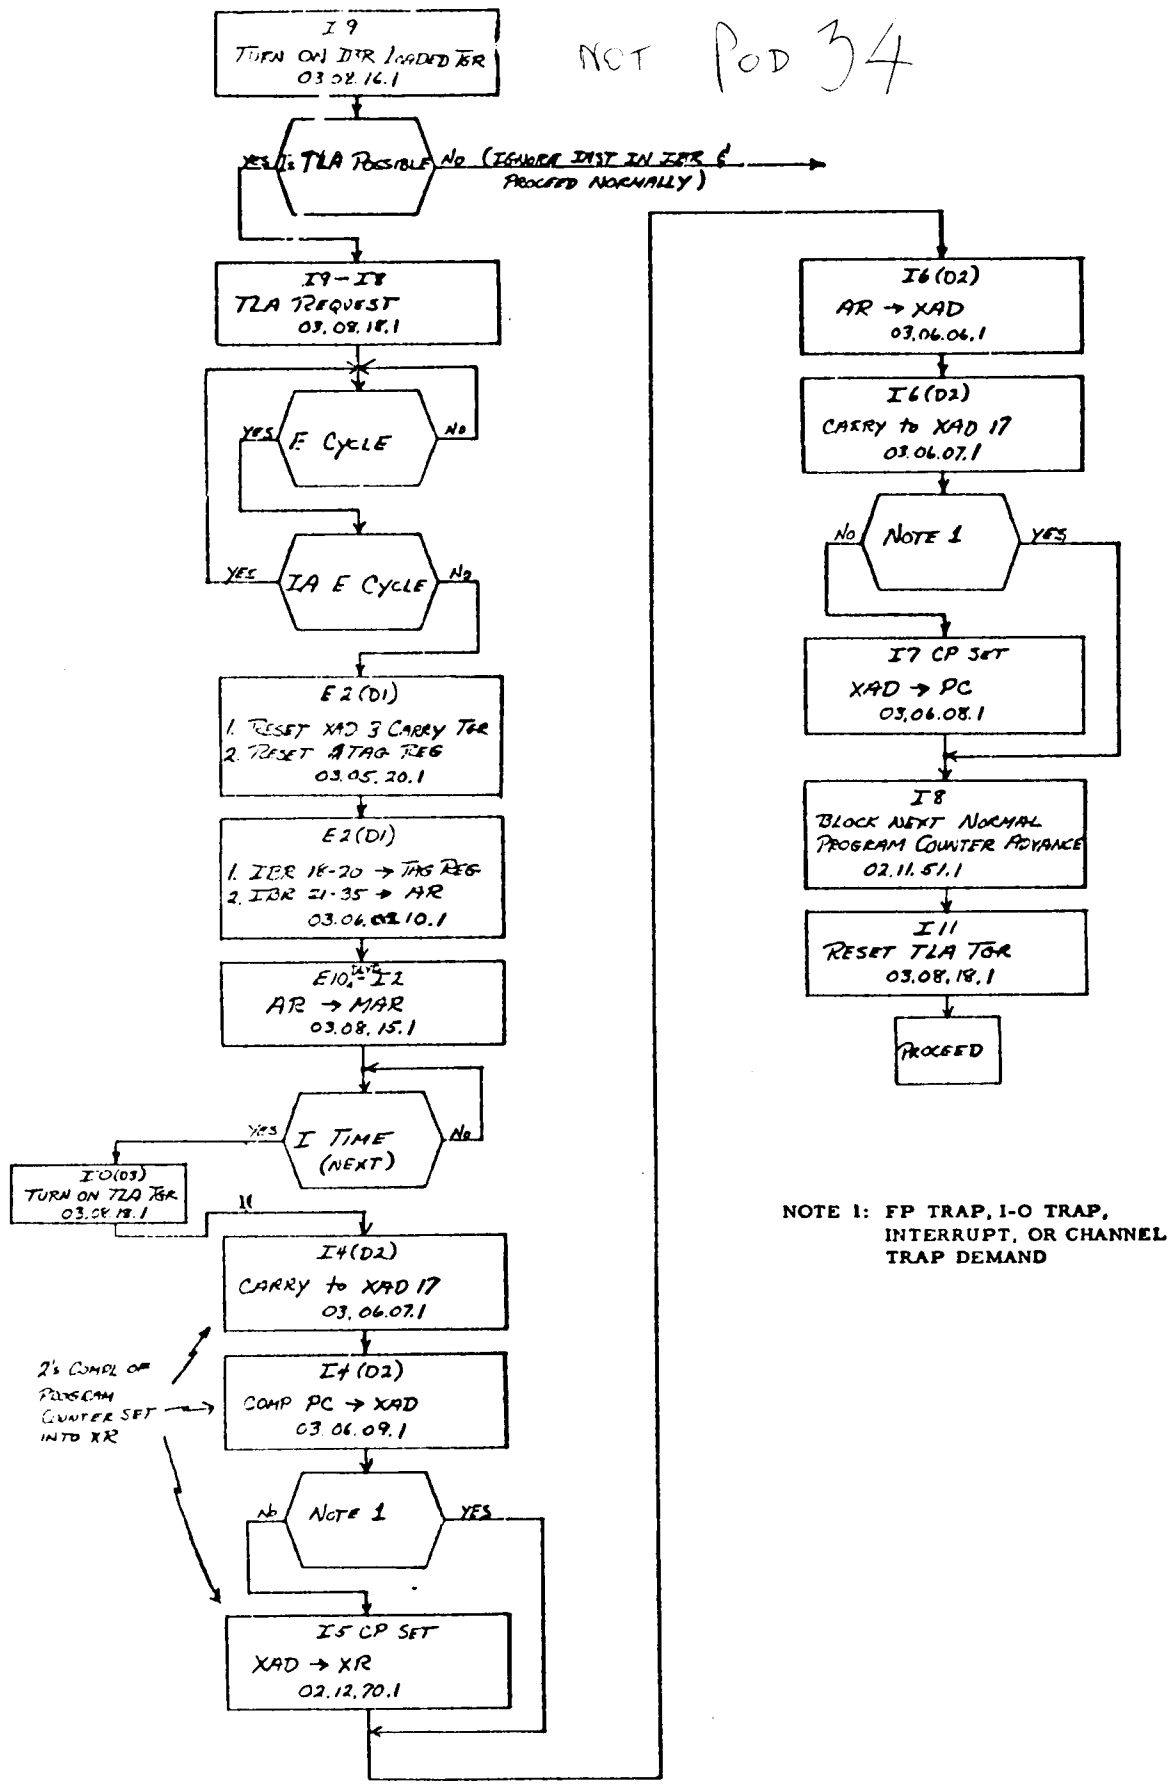 I9
TURN ON IBR LOADED TGR
03.08.16.1
NOT POD 34
YES
IS TLA POSSIBLE
NO (IGNORE INST IN IBR &
PROCEED NORMALLY)
I9-I8
TLA REQUEST
03.08.18.1
YES
E CYCLE
NO
YES
IA E CYCLE
NO
E2(D1)
1. RESET XAD 3 CARRY TGR
2. RESET TAG REG
03.05.20.1
E2(D1)
1. IBR 18-20 → TAG REG
2. IBR 21-35 → AR
03.06.10.1
E10 I2
AR → MAR
03.08.15.1
YES
I TIME
(NEXT)
NO
I0(D3)
TURN ON TLA TGR
03.08.18.1
I4(D2)
CARRY to XAD 17
03.06.07.1
2's COMPL OF
PROGRAM
COUNTER SET
INTO XR
I4(D2)
COMP PC → XAD
03.06.09.1
NO
NOTE 1
YES
I5 CP SET
XAD → XR
02.12.70.1
I6(D2)
AR → XAD
03.06.06.1
I6(D2)
CARRY to XAD 17
03.06.07.1
NO
NOTE 1
YES
I7 CP SET
XAD → PC
03.06.08.1
I8
BLOCK NEXT NORMAL
PROGRAM COUNTER ADVANCE
02.11.51.1
I11
RESET TLA TGR
03.08.18.1
PROCEED
NOTE 1: FP TRAP, I-O TRAP,
INTERRUPT, OR CHANNEL
TRAP DEMAND